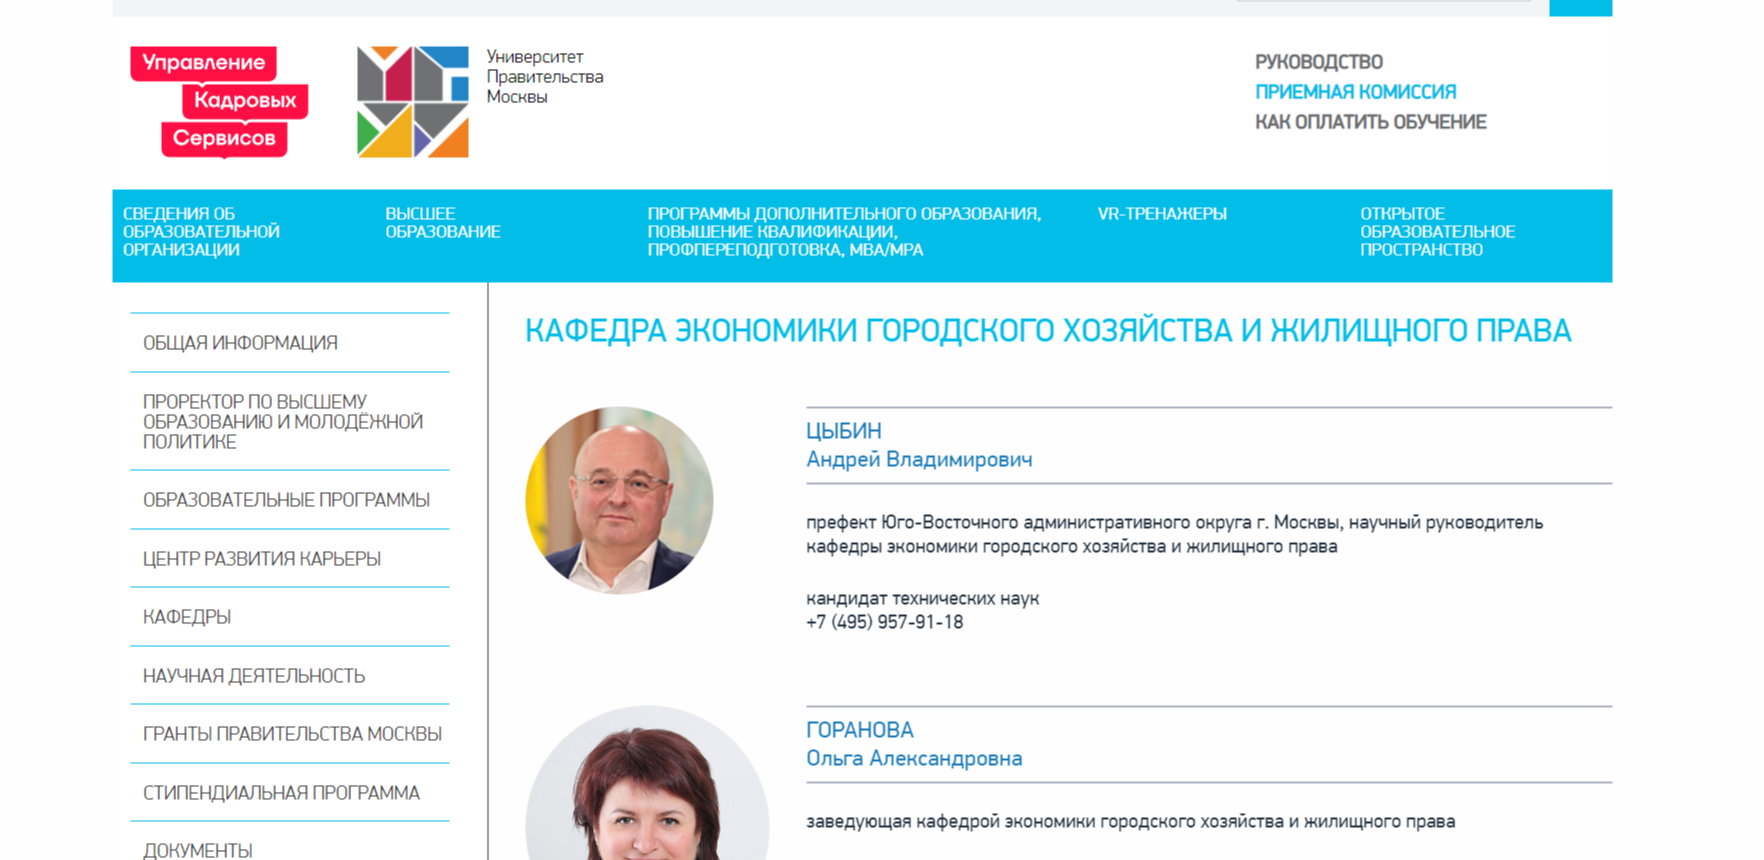 Управление
Кадровых
Сервисов
Университет
Правительства
Москвы
РУКОВОДСТВО
ПРИЕМНАЯ КОМИССИЯ
КАК ОПЛАТИТЬ ОБУЧЕНИЕ
СВЕДЕНИЯ ОБ
ОБРАЗОВАТЕЛЬНОЙ
ОРГАНИЗАЦИИ
ВЫСШЕЕ
ОБРАЗОВАНИЕ
ПРОГРАММЫ ДОПОЛНИТЕЛЬНОГО ОБРАЗОВАНИЯ,
ПОВЫШЕНИЕ КВАЛИФИКАЦИИ,
ПРОФПЕРЕПОДГОТОВКА, MBA/MPA
VR-ТРЕНАЖЕРЫ
ОТКРЫТОЕ
ОБРАЗОВАТЕЛЬНОЕ
ПРОСТРАНСТВО
ОБЩАЯ ИНФОРМАЦИЯ
ПРОРЕКТОР ПО ВЫСШЕМУ
ОБРАЗОВАНИЮ И МОЛОДЁЖНОЙ
ПОЛИТИКЕ
ОБРАЗОВАТЕЛЬНЫЕ ПРОГРАММЫ
ЦЕНТР РАЗВИТИЯ КАРЬЕРЫ
КАФЕДРЫ
НАУЧНАЯ ДЕЯТЕЛЬНОСТЬ
ГРАНТЫ ПРАВИТЕЛЬСТВА МОСКВЫ
СТИПЕНДИАЛЬНАЯ ПРОГРАММА
ДОКУМЕНТЫ
КАФЕДРА ЭКОНОМИКИ ГОРОДСКОГО ХОЗЯЙСТВА И ЖИЛИЩНОГО ПРАВА
ЦЫБИН
Андрей Владимирович
префект Юго-Восточного административного округа г. Москвы, научный руководитель
кафедры экономики городского хозяйства и жилищного права
кандидат технических наук
+7 (495) 957-91-18
ГОРАНОВА
Ольга Александровна
заведующая кафедрой экономики городского хозяйства и жилищного права